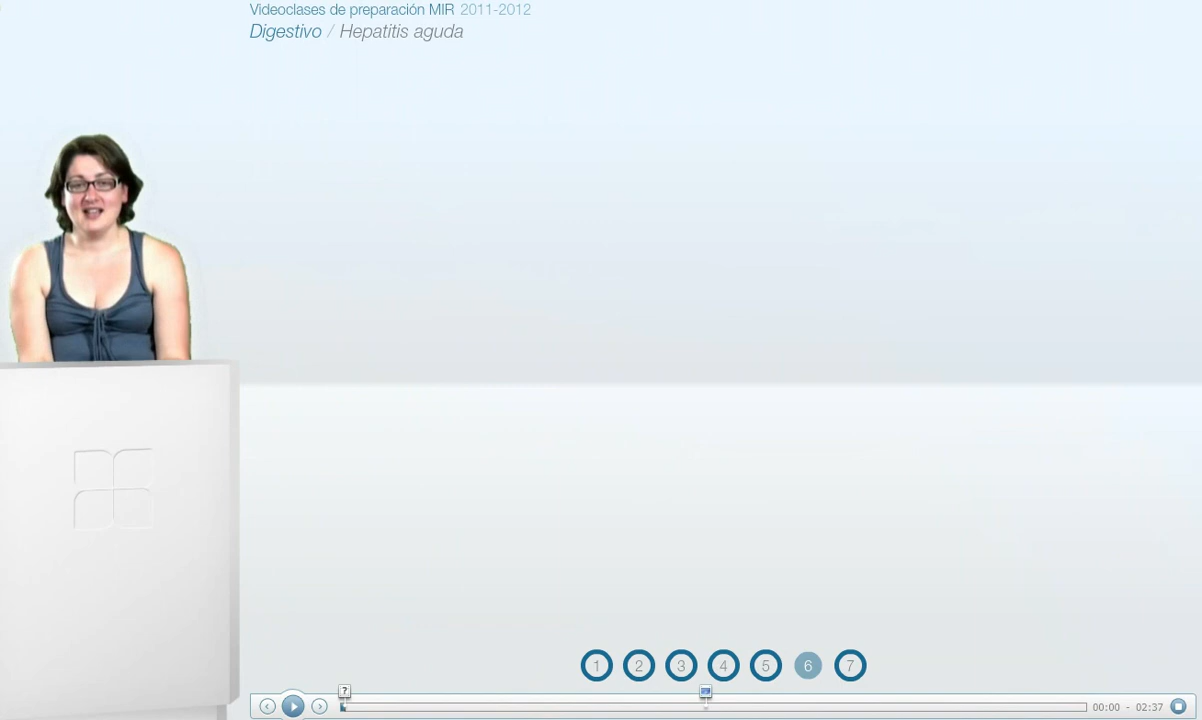 Videoclases de preparación MIR 2011-2012
Digestivo / Hepatitis aguda
1 2 3 4 5 6 7
?
00:00 - 02:37